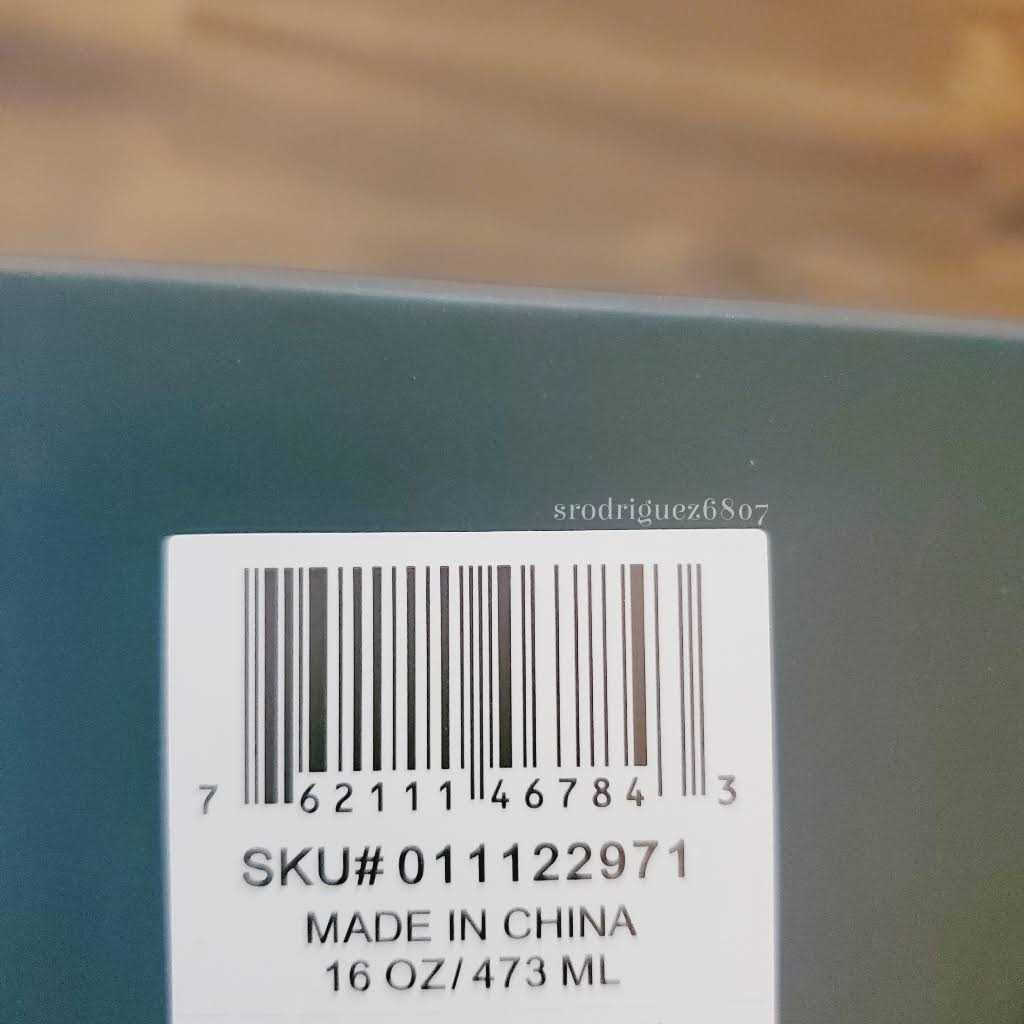 srodriguez6807
7 62111 46784 3
SKU# 011122971
MADE IN CHINA
16 OZ/473 ML